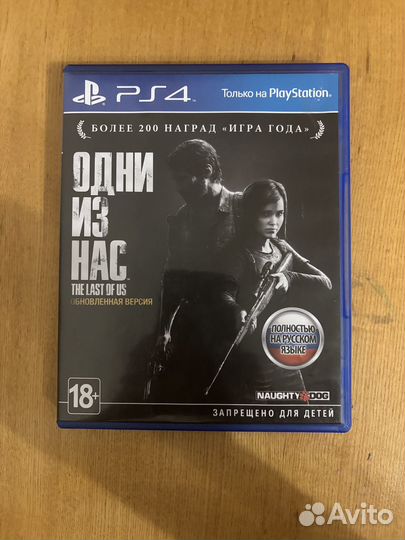 PS4
Только на PlayStation®
БОЛЕЕ 200 НАГРАД «ИГРА ГОДА»
ОДНИ
ИЗ
НАС
THE LAST OF US
ОБНОВЛЕННАЯ ВЕРСИЯ
ПОЛНОСТЬЮ
НА РУССКОМ
ЯЗЫКЕ
18+
NAUGHTY DOG
ЗАПРЕЩЕНО ДЛЯ ДЕТЕЙ
Avito